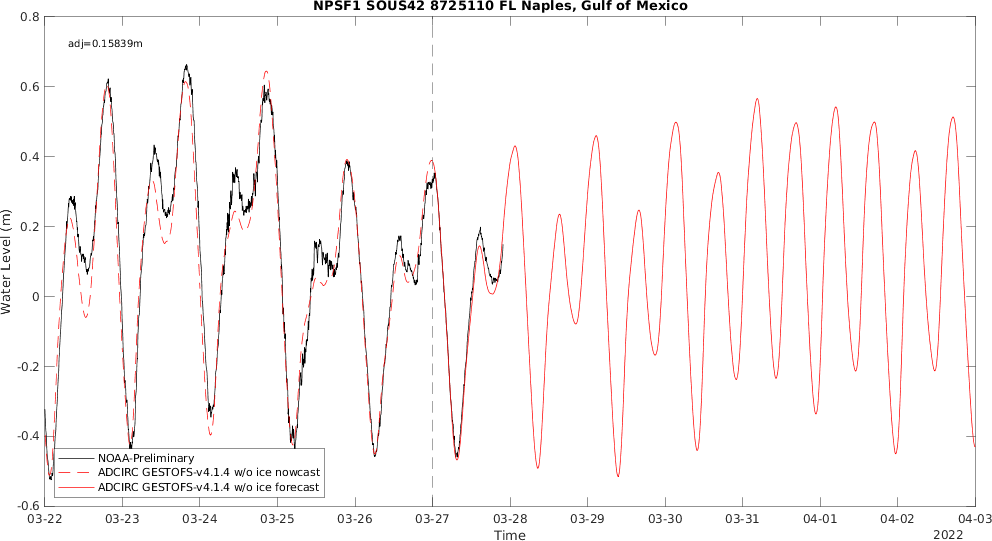 NPSF1 SOUS42 8725110 FL Naples, Gulf of Mexico
adj=0.15839m
Water Level (m)
0.8
0.6
0.4
0.2
0
-0.2
-0.4
-0.6
NOAA-Preliminary
ADCIRC GESTOFS-v4.1.4 w/o ice nowcast
ADCIRC GESTOFS-v4.1.4 w/o ice forecast
03-22 03-23 03-24 03-25 03-26 03-27 03-28 03-29 03-30 03-31 04-01 04-02 04-03
Time
2022